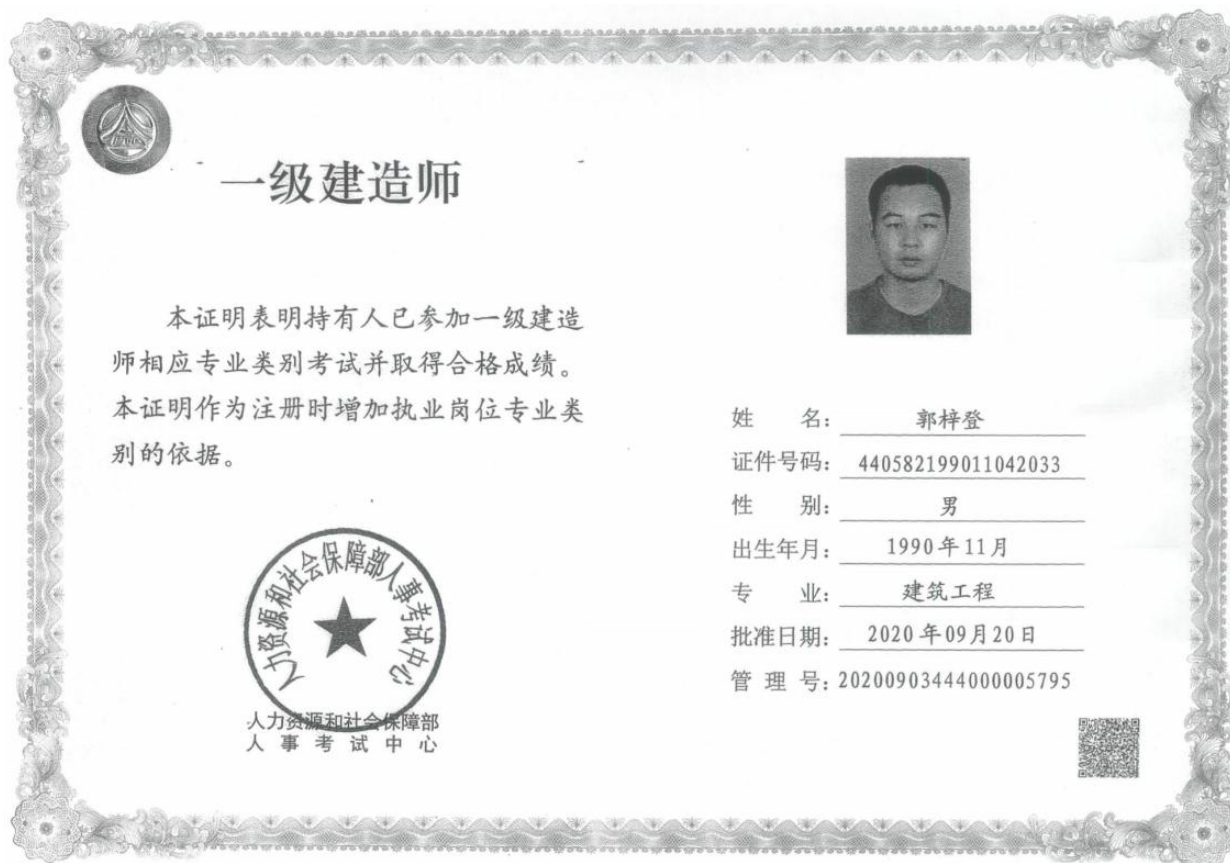 一级建造师
本证明表明持有人已参加一级建造
师相应专业类别考试并取得合格成绩。
本证明作为注册时增加执业岗位专业类
别的依据。
人力资源和社会保障部人事考试中心
人力资源和社会保障部
人事考试中心
姓 名: 郭梓登
证件号码: 440582199011042033
性 别: 男
出生年月: 1990年11月
专 业: 建筑工程
批准日期: 2020年09月20日
管 理 号: 20200903444000005795